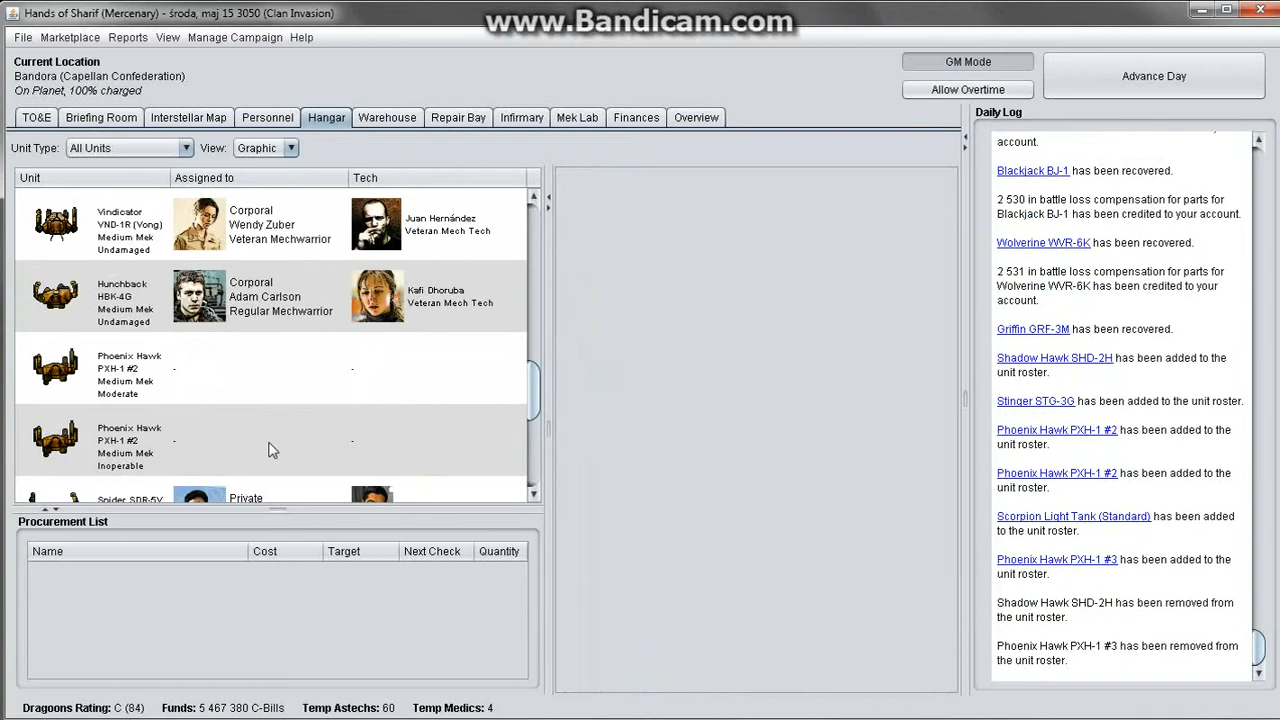 Hands of Sharif (Mercenary) - środa, maj 15 3050 (Clan Invasion)
www.Bandicam.com
File Marketplace Reports View Manage Campaign Help
Current Location
Bandora (Capellan Confederation)
On Planet, 100% charged
GM Mode
Allow Overtime
Advance Day
TO&E Briefing Room Interstellar Map Personnel Hangar Warehouse Repair Bay Infirmary Mek Lab Finances Overview
Unit Type: All Units View: Graphic
Unit Assigned to Tech
Vindicator
VND-1R (Vong)
Medium Mek
Undamaged
Corporal
Wendy Zuber
Veteran Mechwarrior
Juan Hernández
Veteran Mech Tech
Hunchback
HBK-4G
Medium Mek
Undamaged
Corporal
Adam Carlson
Regular Mechwarrior
Kafi Dhoruba
Veteran Mech Tech
Phoenix Hawk
PXH-1 #2
Medium Mek
Moderate
-
-
Phoenix Hawk
PXH-1 #2
Medium Mek
Inoperable
-
-
Spider SDR-5V
Private
Procurement List
Name Cost Target Next Check Quantity
Daily Log
account.
Blackjack BJ-1 has been recovered.
2 530 in battle loss compensation for parts for
Blackjack BJ-1 has been credited to your account.
Wolverine WVR-6K has been recovered.
2 531 in battle loss compensation for parts for
Wolverine WVR-6K has been credited to your
account.
Griffin GRF-3M has been recovered.
Shadow Hawk SHD-2H has been added to the
unit roster.
Stinger STG-3G has been added to the unit roster.
Phoenix Hawk PXH-1 #2 has been added to the
unit roster.
Phoenix Hawk PXH-1 #2 has been added to the
unit roster.
Scorpion Light Tank (Standard) has been added
to the unit roster.
Phoenix Hawk PXH-1 #3 has been added to the
unit roster.
Shadow Hawk SHD-2H has been removed from
the unit roster.
Phoenix Hawk PXH-1 #3 has been removed from
the unit roster.
Dragoons Rating: C (84) Funds: 5 467 380 C-Bills Temp Astechs: 60 Temp Medics: 4